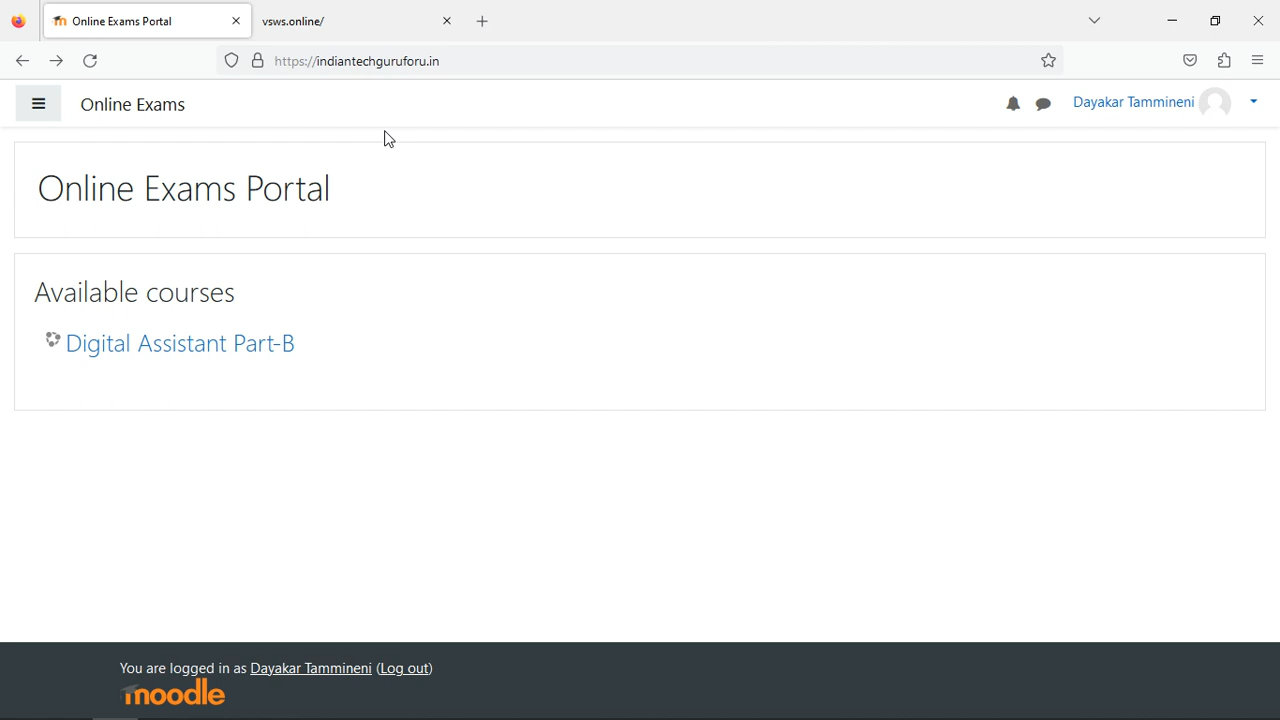 Online Exams Portal
vsws.online/
https://indiantechguruforu.in
Online Exams
Dayakar Tammineni
Online Exams Portal
Available courses
Digital Assistant Part-B
You are logged in as Dayakar Tammineni (Log out)
moodle